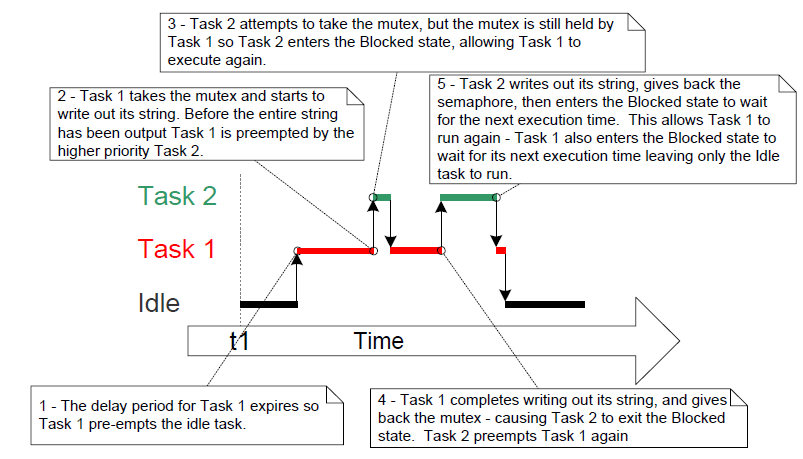 3 - Task 2 attempts to take the mutex, but the mutex is still held by
Task 1 so Task 2 enters the Blocked state, allowing Task 1 to
execute again.
2 - Task 1 takes the mutex and starts to
write out its string. Before the entire string
has been output Task 1 is preempted by the
higher priority Task 2.
5 - Task 2 writes out its string, gives back the
semaphore, then enters the Blocked state to wait
for the next execution time.  This allows Task 1 to
run again - Task 1 also enters the Blocked state to
wait for its next execution time leaving only the Idle
task to run.
Task 2
Task 1
Idle
t1
Time
1 - The delay period for Task 1 expires so
Task 1 pre-empts the idle task.
4 - Task 1 completes writing out its string, and gives
back the mutex - causing Task 2 to exit the Blocked
state.  Task 2 preempts Task 1 again